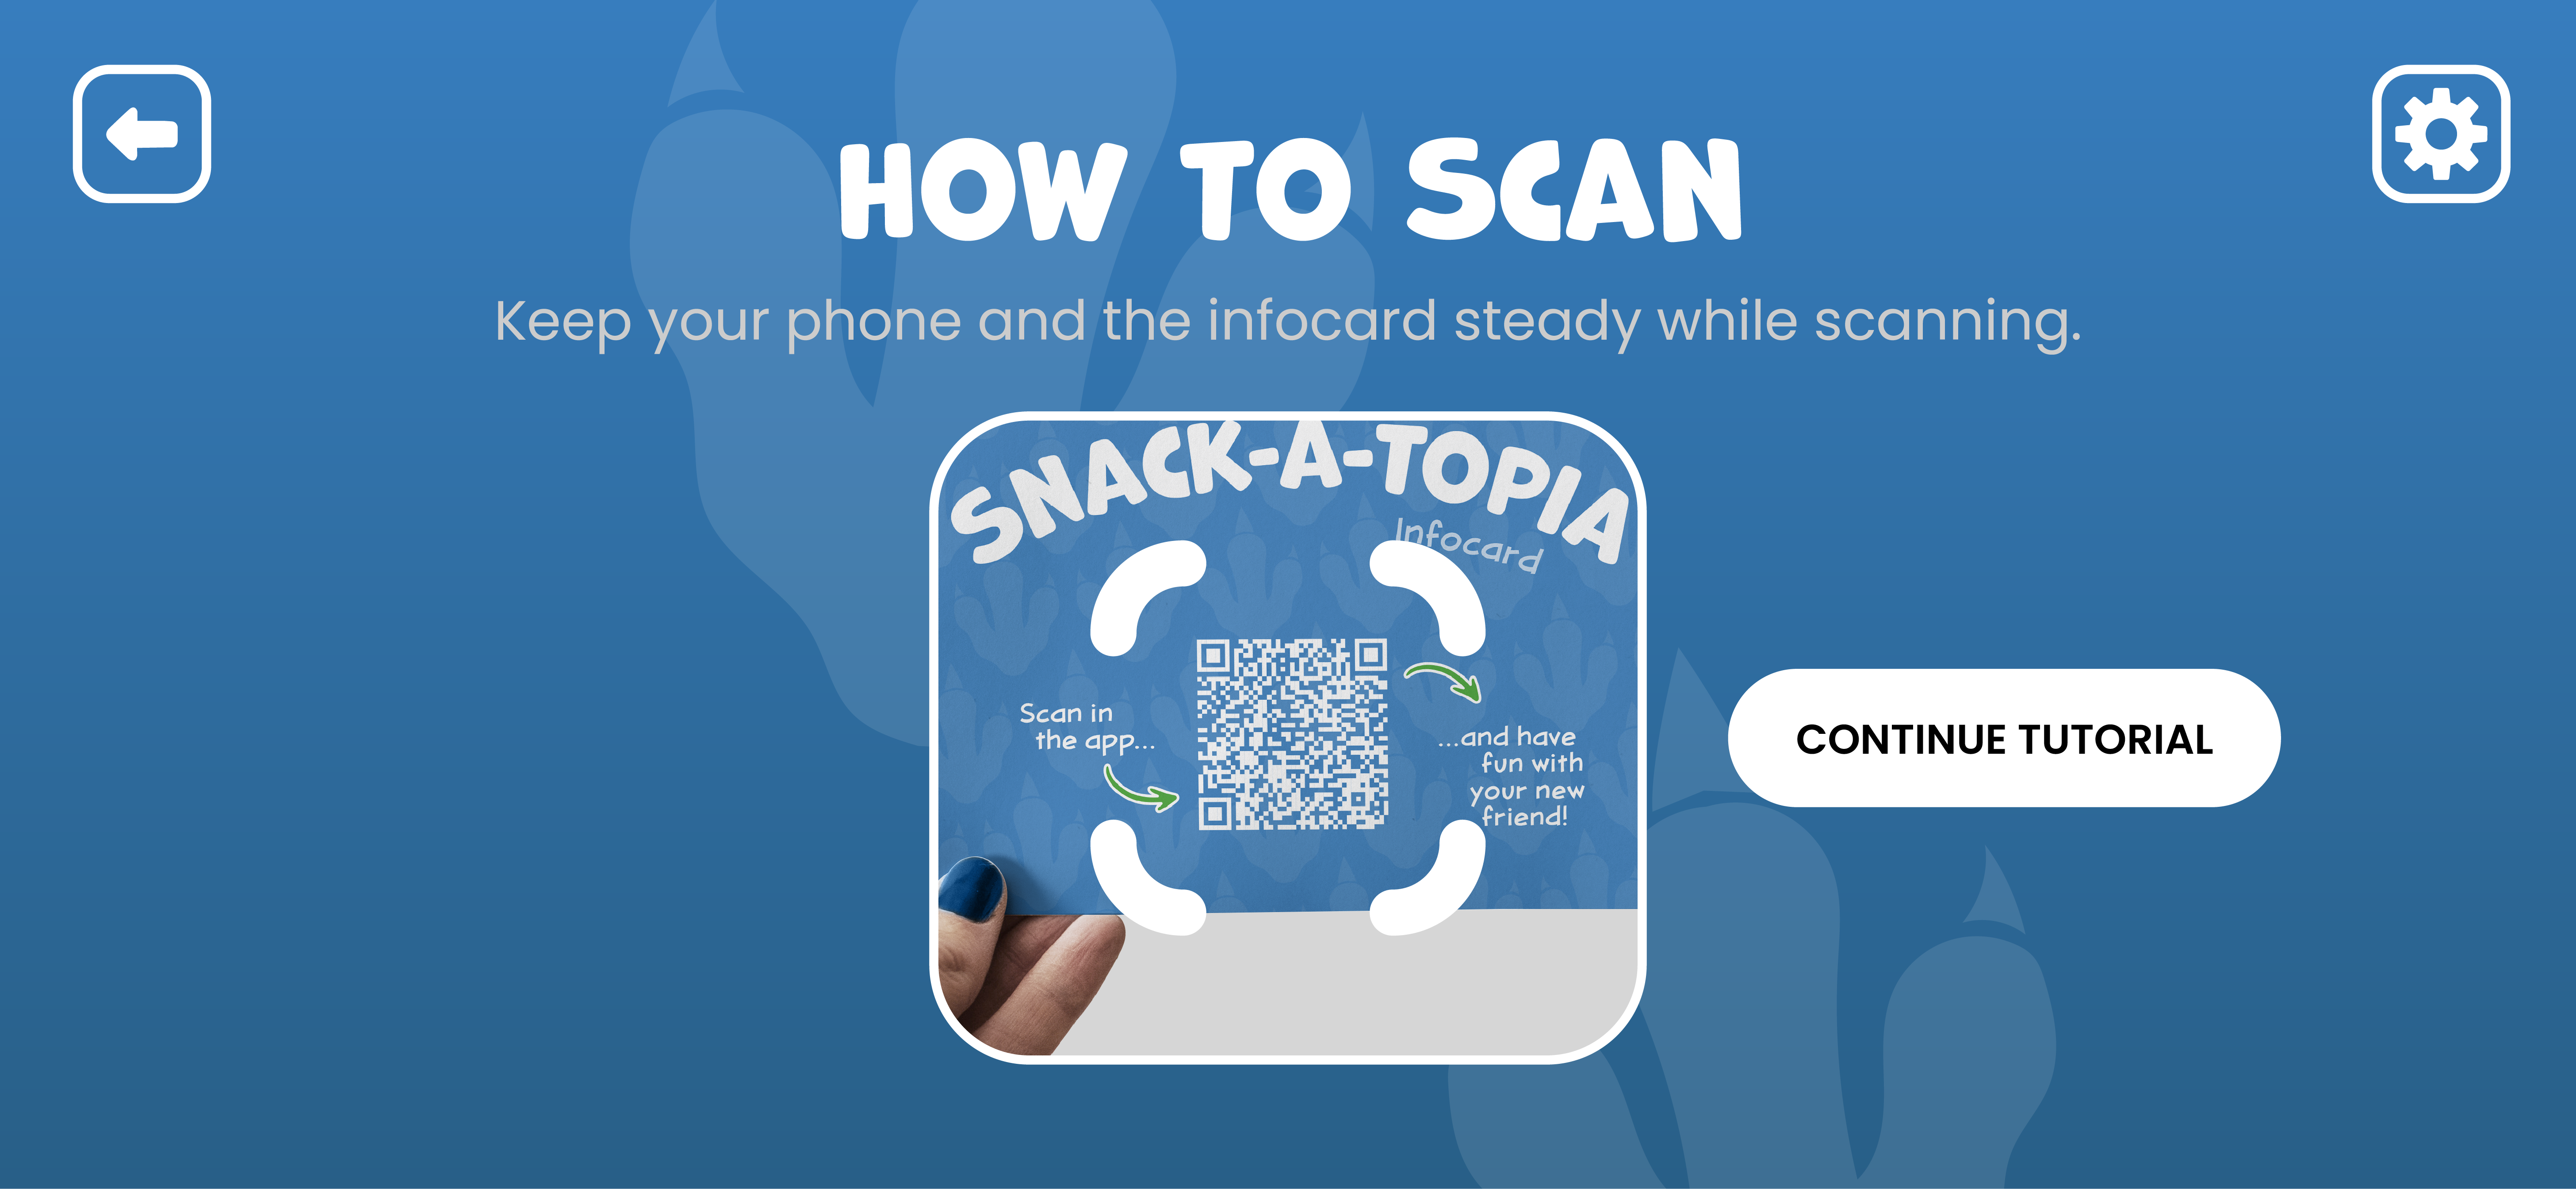 HOW TO SCAN
Keep your phone and the infocard steady while scanning.
SNACK-A-TOPIA
Infocard
Scan in
the app...
...and have
fun with
your new
friend!
CONTINUE TUTORIAL